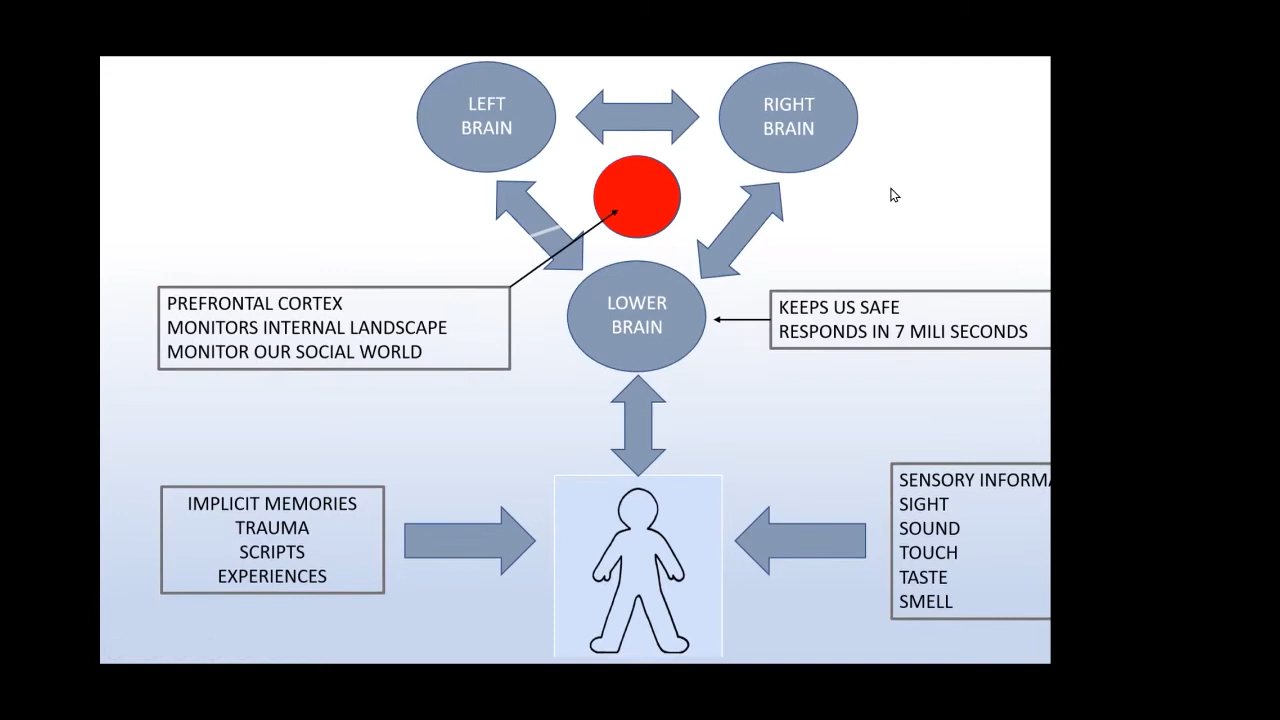 LEFT
BRAIN
RIGHT
BRAIN
PREFRONTAL CORTEX
MONITORS INTERNAL LANDSCAPE
MONITOR OUR SOCIAL WORLD
LOWER
BRAIN
KEEPS US SAFE
RESPONDS IN 7 MILI SECONDS
IMPLICIT MEMORIES
TRAUMA
SCRIPTS
EXPERIENCES
SENSORY
SIGHT
SOUND
TOUCH
TASTE
SMELL